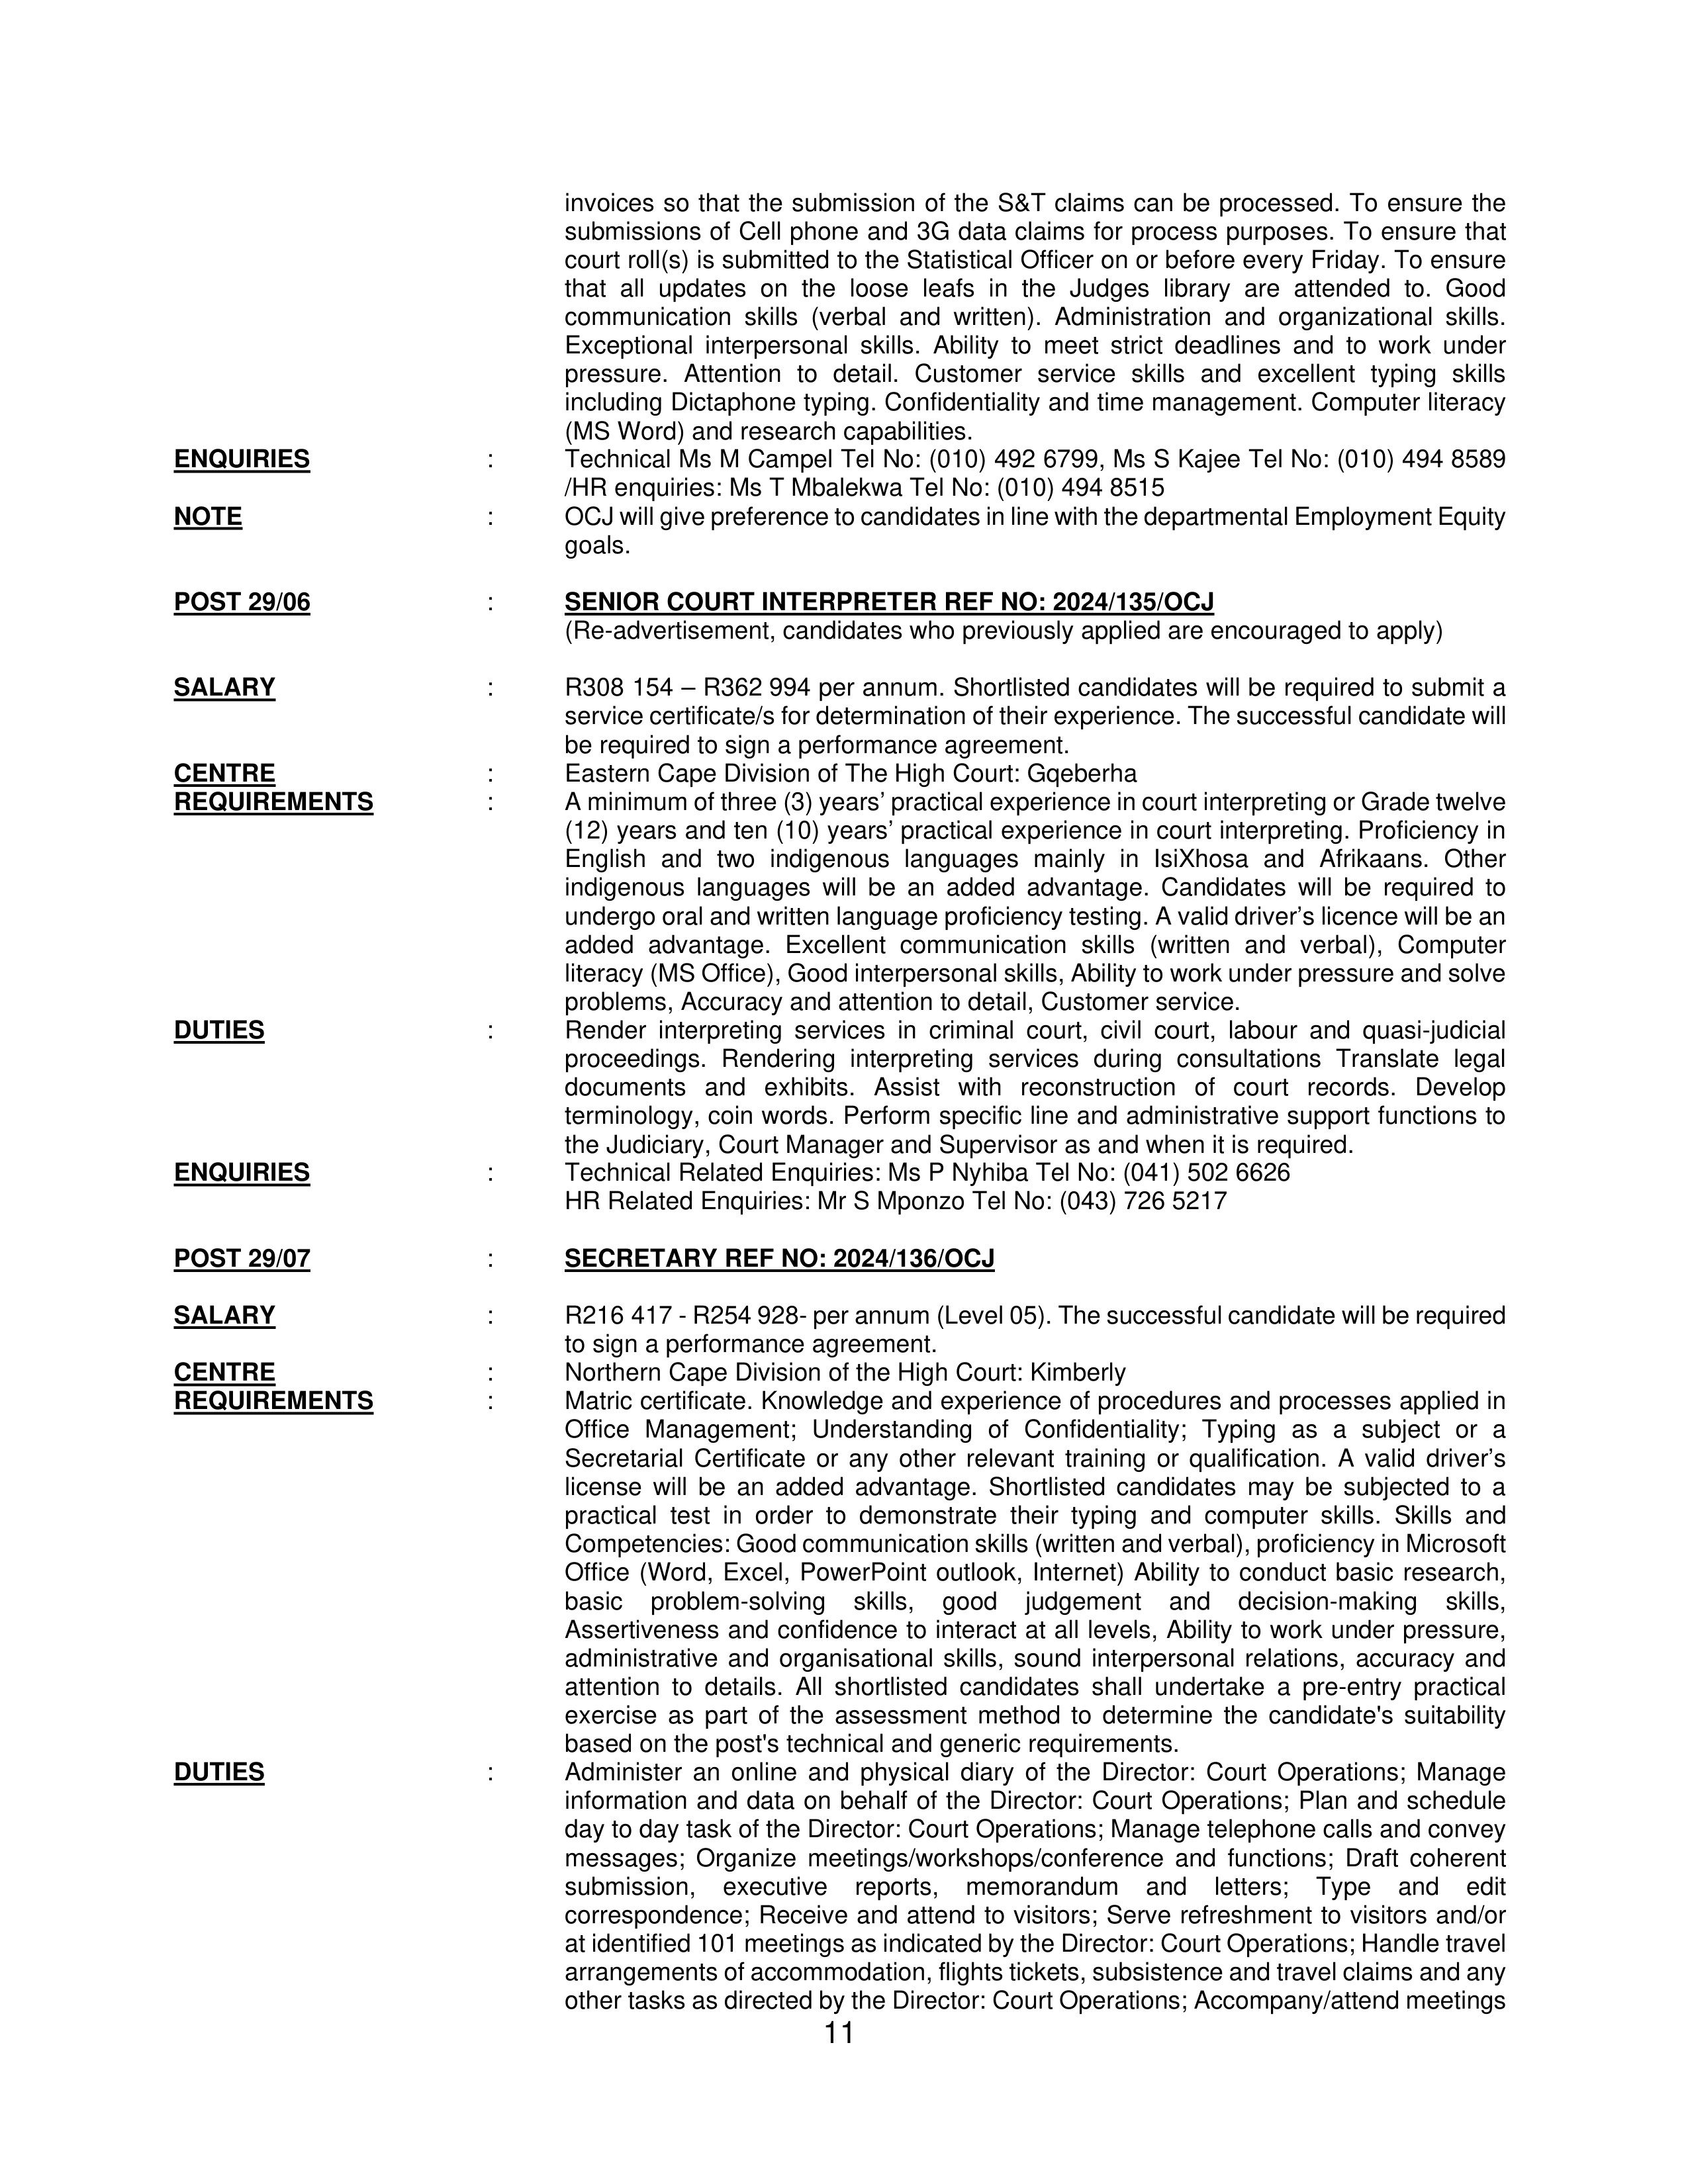 invoices so that the submission of the S&T claims can be processed. To ensure the
submissions of Cell phone and 3G data claims for process purposes. To ensure that
court roll(s) is submitted to the Statistical Officer on or before every Friday. To ensure
that all updates on the loose leafs in the Judges library are attended to. Good
communication skills (verbal and written). Administration and organizational skills.
Exceptional interpersonal skills. Ability to meet strict deadlines and to work under
pressure. Attention to detail. Customer service skills and excellent typing skills
including Dictaphone typing. Confidentiality and time management. Computer literacy
(MS Word) and research capabilities.
ENQUIRIES : Technical Ms M Campel Tel No: (010) 492 6799, Ms S Kajee Tel No: (010) 494 8589
/HR enquiries: Ms T Mbalekwa Tel No: (010) 494 8515
NOTE : OCJ will give preference to candidates in line with the departmental Employment Equity
goals.
POST 29/06 : SENIOR COURT INTERPRETER REF NO: 2024/135/OCJ
(Re-advertisement, candidates who previously applied are encouraged to apply)
SALARY : R308 154 – R362 994 per annum. Shortlisted candidates will be required to submit a
service certificate/s for determination of their experience. The successful candidate will
be required to sign a performance agreement.
CENTRE : Eastern Cape Division of The High Court: Gqeberha
REQUIREMENTS : A minimum of three (3) years’ practical experience in court interpreting or Grade twelve
(12) years and ten (10) years’ practical experience in court interpreting. Proficiency in
English and two indigenous languages mainly in IsiXhosa and Afrikaans. Other
indigenous languages will be an added advantage. Candidates will be required to
undergo oral and written language proficiency testing. A valid driver’s licence will be an
added advantage. Excellent communication skills (written and verbal), Computer
literacy (MS Office), Good interpersonal skills, Ability to work under pressure and solve
problems, Accuracy and attention to detail, Customer service.
DUTIES : Render interpreting services in criminal court, civil court, labour and quasi-judicial
proceedings. Rendering interpreting services during consultations Translate legal
documents and exhibits. Assist with reconstruction of court records. Develop
terminology, coin words. Perform specific line and administrative support functions to
the Judiciary, Court Manager and Supervisor as and when it is required.
ENQUIRIES : Technical Related Enquiries: Ms P Nyhiba Tel No: (041) 502 6626
HR Related Enquiries: Mr S Mponzo Tel No: (043) 726 5217
POST 29/07 : SECRETARY REF NO: 2024/136/OCJ
SALARY : R216 417 - R254 928- per annum (Level 05). The successful candidate will be required
to sign a performance agreement.
CENTRE : Northern Cape Division of the High Court: Kimberly
REQUIREMENTS : Matric certificate. Knowledge and experience of procedures and processes applied in
Office Management; Understanding of Confidentiality; Typing as a subject or a
Secretarial Certificate or any other relevant training or qualification. A valid driver’s
license will be an added advantage. Shortlisted candidates may be subjected to a
practical test in order to demonstrate their typing and computer skills. Skills and
Competencies: Good communication skills (written and verbal), proficiency in Microsoft
Office (Word, Excel, PowerPoint outlook, Internet) Ability to conduct basic research,
basic problem-solving skills, good judgement and decision-making skills,
Assertiveness and confidence to interact at all levels, Ability to work under pressure,
administrative and organisational skills, sound interpersonal relations, accuracy and
attention to details. All shortlisted candidates shall undertake a pre-entry practical
exercise as part of the assessment method to determine the candidate's suitability
based on the post's technical and generic requirements.
DUTIES : Administer an online and physical diary of the Director: Court Operations; Manage
information and data on behalf of the Director: Court Operations; Plan and schedule
day to day task of the Director: Court Operations; Manage telephone calls and convey
messages; Organize meetings/workshops/conference and functions; Draft coherent
submission, executive reports, memorandum and letters; Type and edit
correspondence; Receive and attend to visitors; Serve refreshment to visitors and/or
at identified 101 meetings as indicated by the Director: Court Operations; Handle travel
arrangements of accommodation, flights tickets, subsistence and travel claims and any
other tasks as directed by the Director: Court Operations; Accompany/attend meetings
11